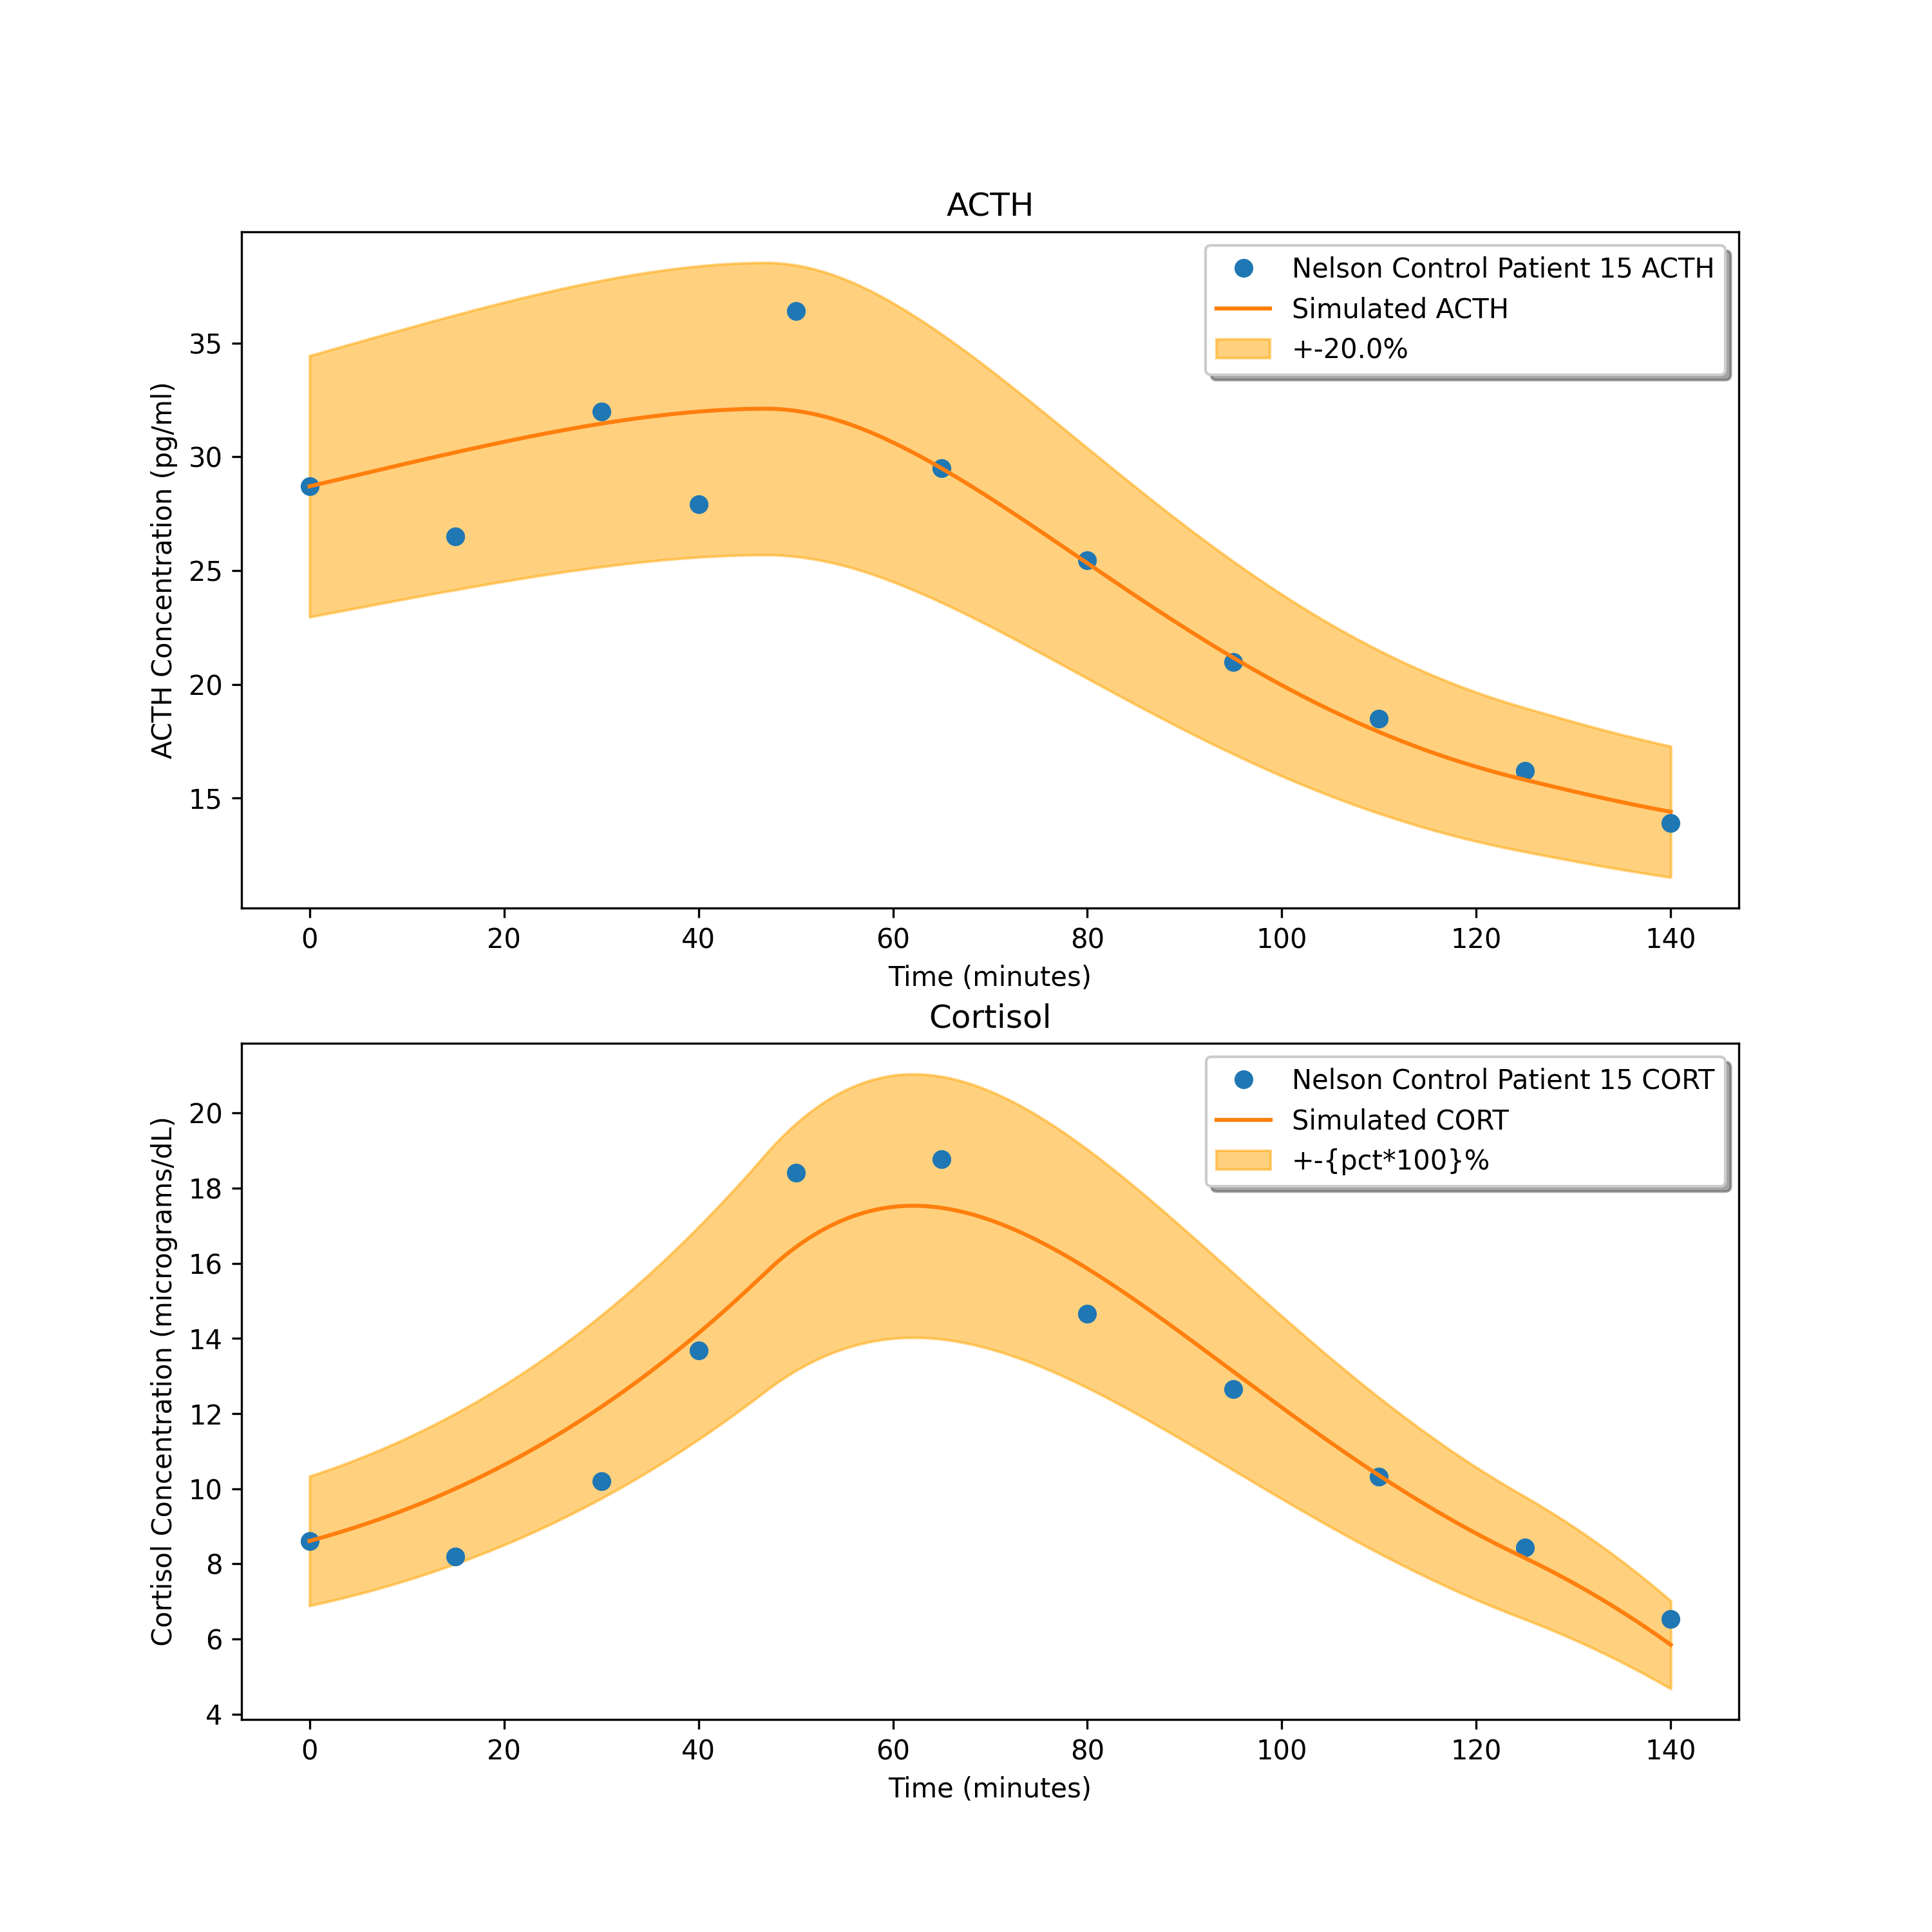 ACTH
Nelson Control Patient 15 ACTH
Simulated ACTH
+-20.0%
ACTH Concentration (pg/ml)
35
30
25
20
15
0 20 40 60 80 100 120 140
Time (minutes)
Cortisol
Nelson Control Patient 15 CORT
Simulated CORT
+-{pct*100}%
Cortisol Concentration (micrograms/dL)
20
18
16
14
12
10
8
6
4
0 20 40 60 80 100 120 140
Time (minutes)